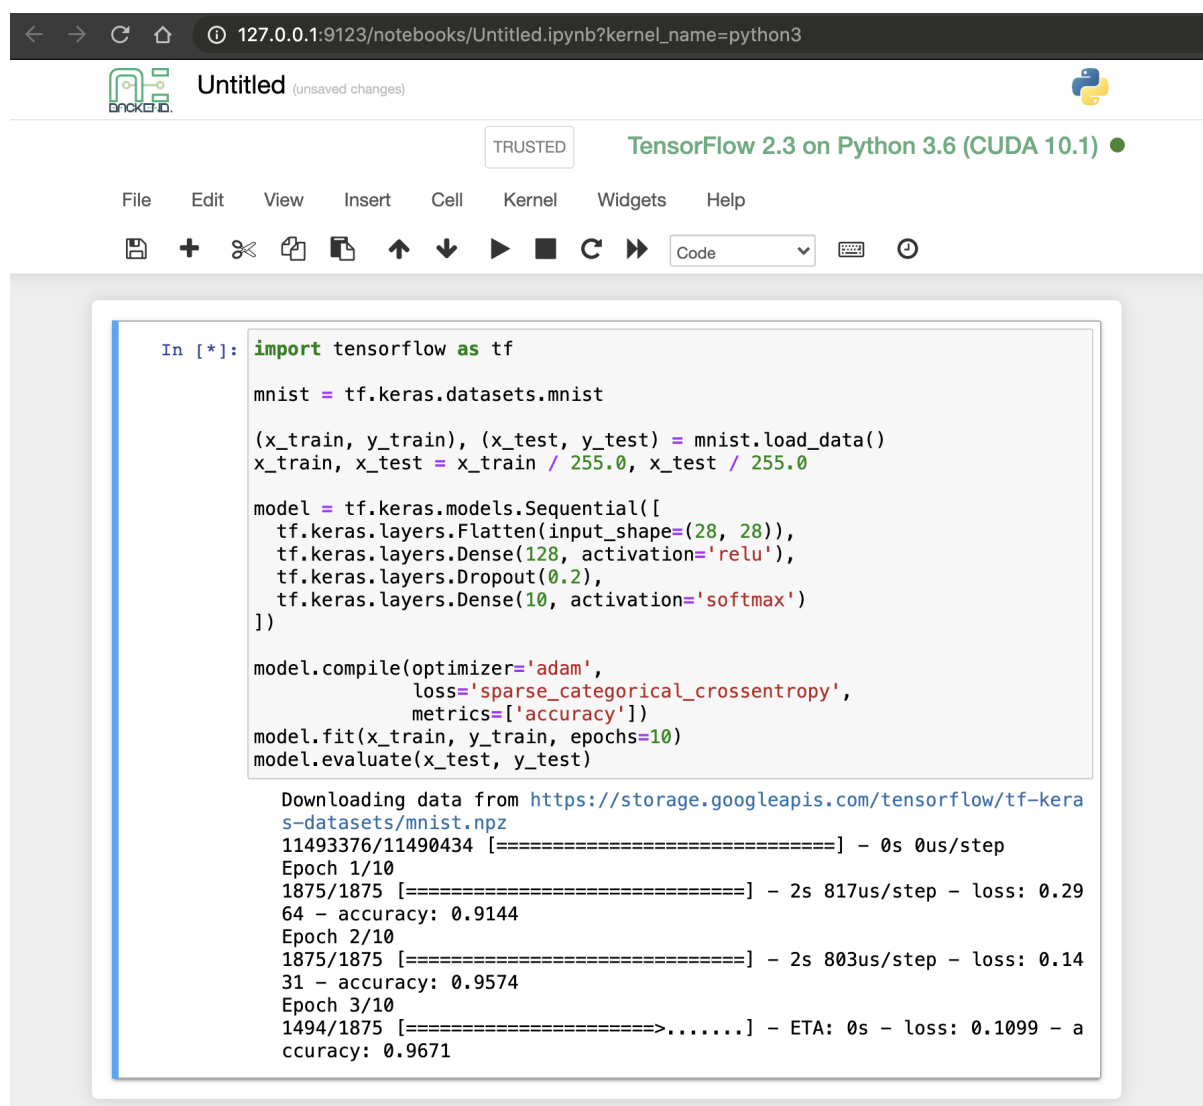 127.0.0.1:9123/notebooks/Untitled.ipynb?kernel_name=python3
BACKEND.AI
Untitled (unsaved changes)
TRUSTED
TensorFlow 2.3 on Python 3.6 (CUDA 10.1)
File Edit View Insert Cell Kernel Widgets Help
Code
In [*]: import tensorflow as tf
mnist = tf.keras.datasets.mnist
(x_train, y_train), (x_test, y_test) = mnist.load_data()
x_train, x_test = x_train / 255.0, x_test / 255.0
model = tf.keras.models.Sequential([
  tf.keras.layers.Flatten(input_shape=(28, 28)),
  tf.keras.layers.Dense(128, activation='relu'),
  tf.keras.layers.Dropout(0.2),
  tf.keras.layers.Dense(10, activation='softmax')
])
model.compile(optimizer='adam',
              loss='sparse_categorical_crossentropy',
              metrics=['accuracy'])
model.fit(x_train, y_train, epochs=10)
model.evaluate(x_test, y_test)
Downloading data from https://storage.googleapis.com/tensorflow/tf-kera
s-datasets/mnist.npz
11493376/11490434 [==============================] - 0s 0us/step
Epoch 1/10
1875/1875 [==============================] - 2s 817us/step - loss: 0.29
64 - accuracy: 0.9144
Epoch 2/10
1875/1875 [==============================] - 2s 803us/step - loss: 0.14
31 - accuracy: 0.9574
Epoch 3/10
1494/1875 [======================>.......] - ETA: 0s - loss: 0.1099 - a
ccuracy: 0.9671